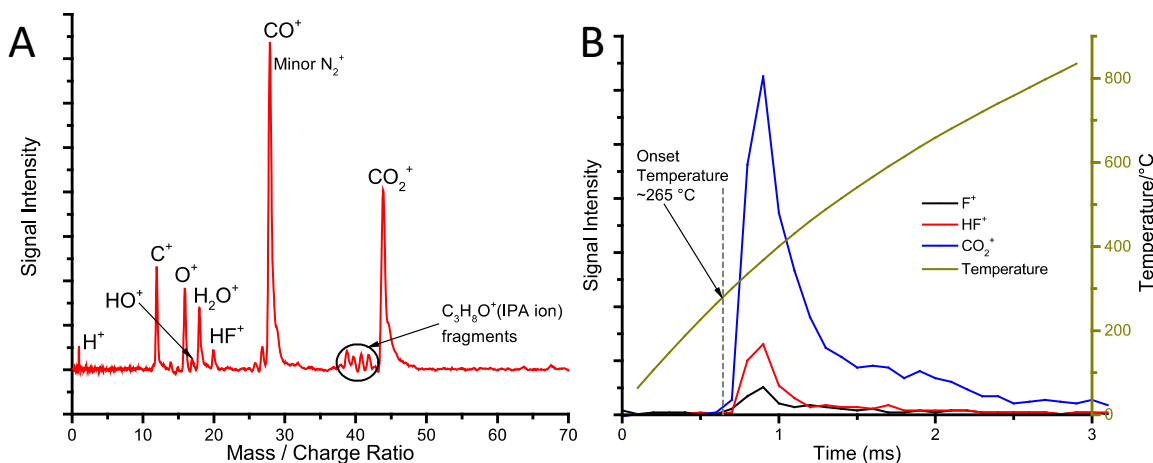 A
CO⁺
Minor N₂⁺
CO₂⁺
C⁺
O⁺
HO⁺
H₂O⁺
HF⁺
H⁺
C₃H₈O⁺(IPA ion)
fragments
Signal Intensity
0 10 20 30 40 50 60 70
Mass / Charge Ratio
B
Onset
Temperature
~265 °C
F⁺
HF⁺
CO₂⁺
Temperature
Signal Intensity
800
600
400
200
0
Temperature/°C
0 1 2 3
Time (ms)